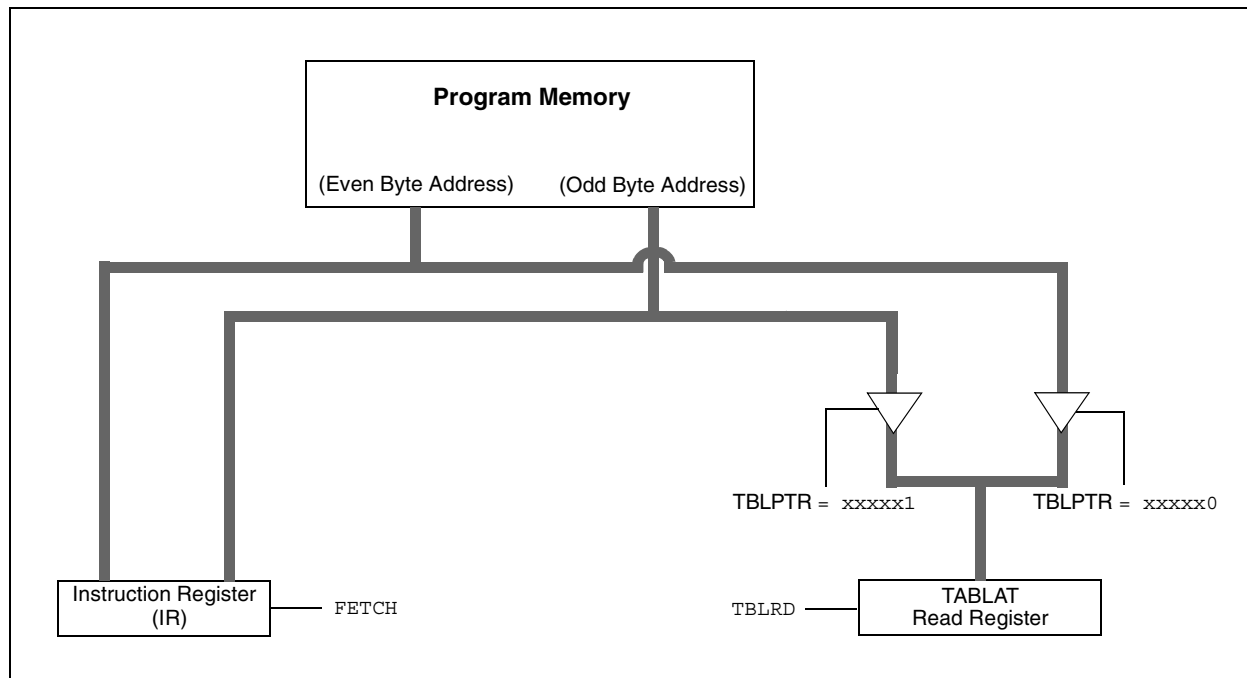 Program Memory
(Even Byte Address) (Odd Byte Address)
TBLPTR = xxxxx1
TBLPTR = xxxxx0
Instruction Register
(IR)
FETCH
TBLRD
TABLAT
Read Register